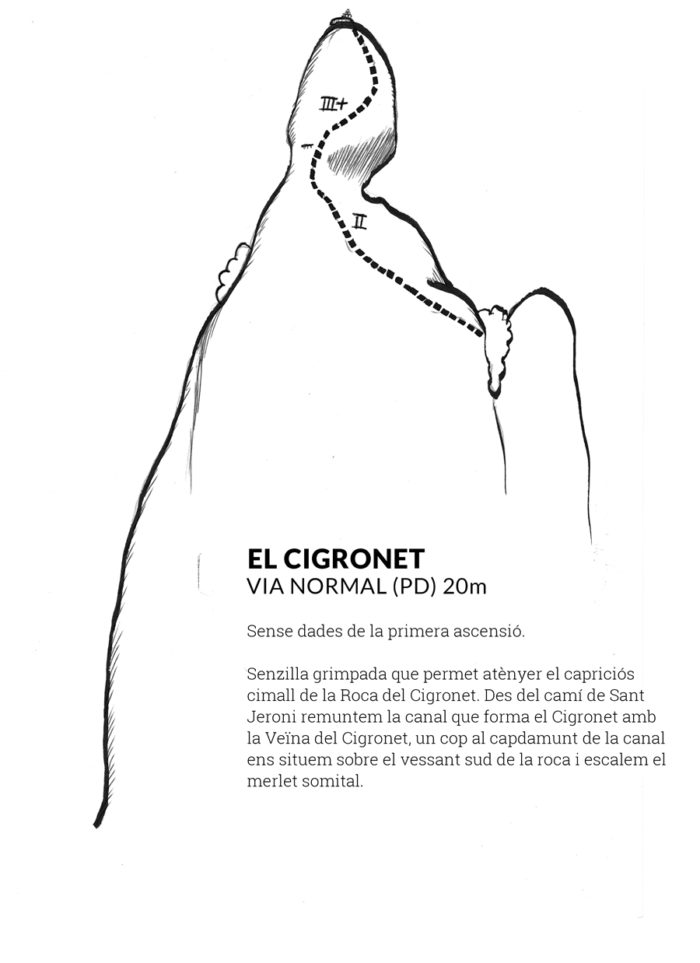 III+
II
EL CIGRONET
VIA NORMAL (PD) 20m
Sense dades de la primera ascensió.
Senzilla grimpada que permet atènyer el capriciós
cimall de la Roca del Cigronet. Des del camí de Sant
Jeroni remuntem la canal que forma el Cigronet amb
la Veïna del Cigronet, un cop al capdamunt de la canal
ens situem sobre el vessant sud de la roca i escalem el
merlet somital.